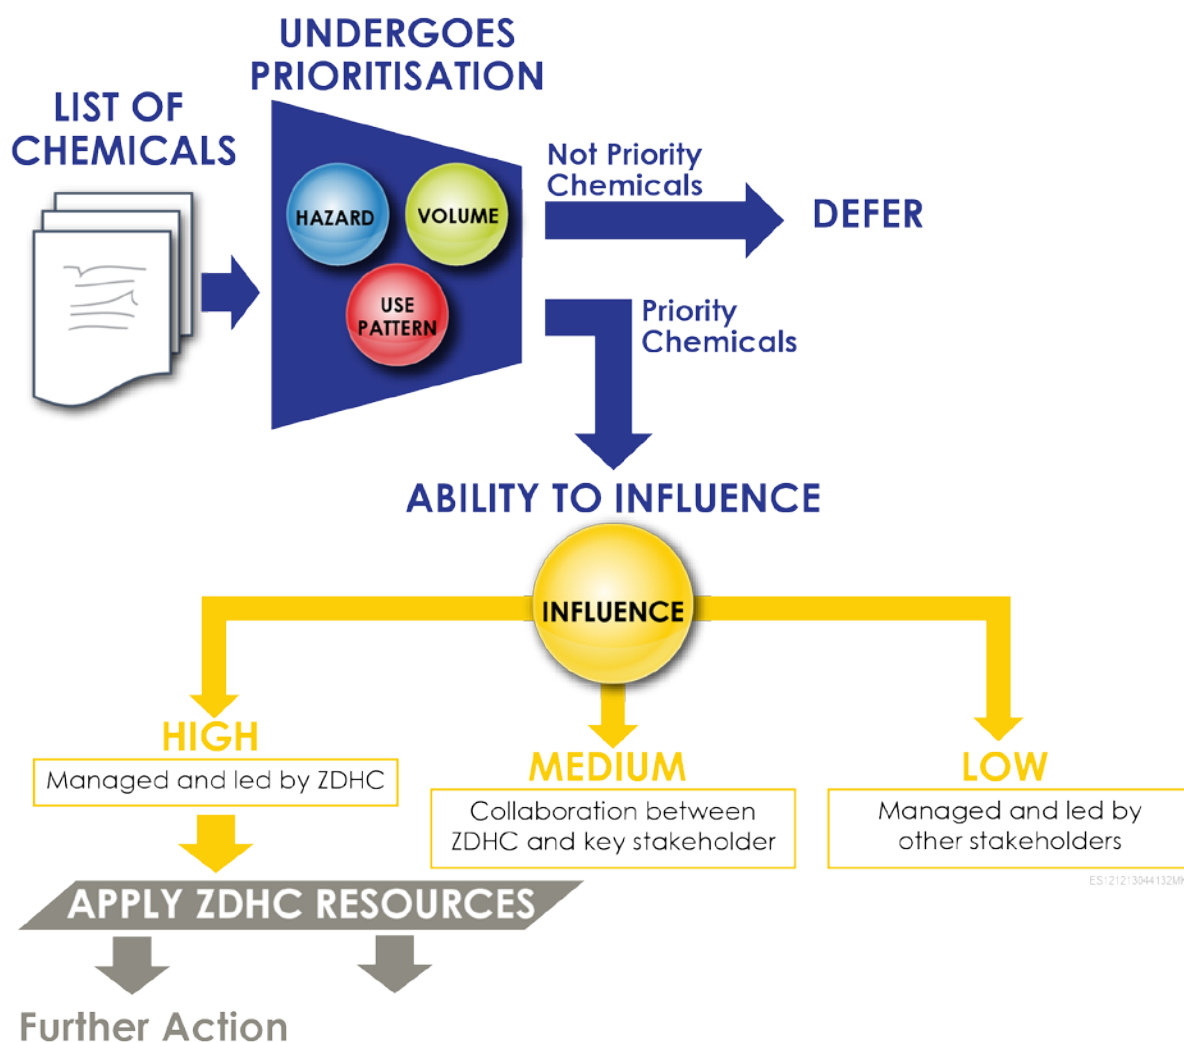 UNDERGOES
PRIORITISATION
LIST OF
CHEMICALS
HAZARD
VOLUME
USE
PATTERN
Not Priority
Chemicals
DEFER
Priority
Chemicals
ABILITY TO INFLUENCE
INFLUENCE
HIGH
Managed and led by ZDHC
MEDIUM
Collaboration between
ZDHC and key stakeholder
LOW
Managed and led by
other stakeholders
ES121213044132MK
APPLY ZDHC RESOURCES
Further Action